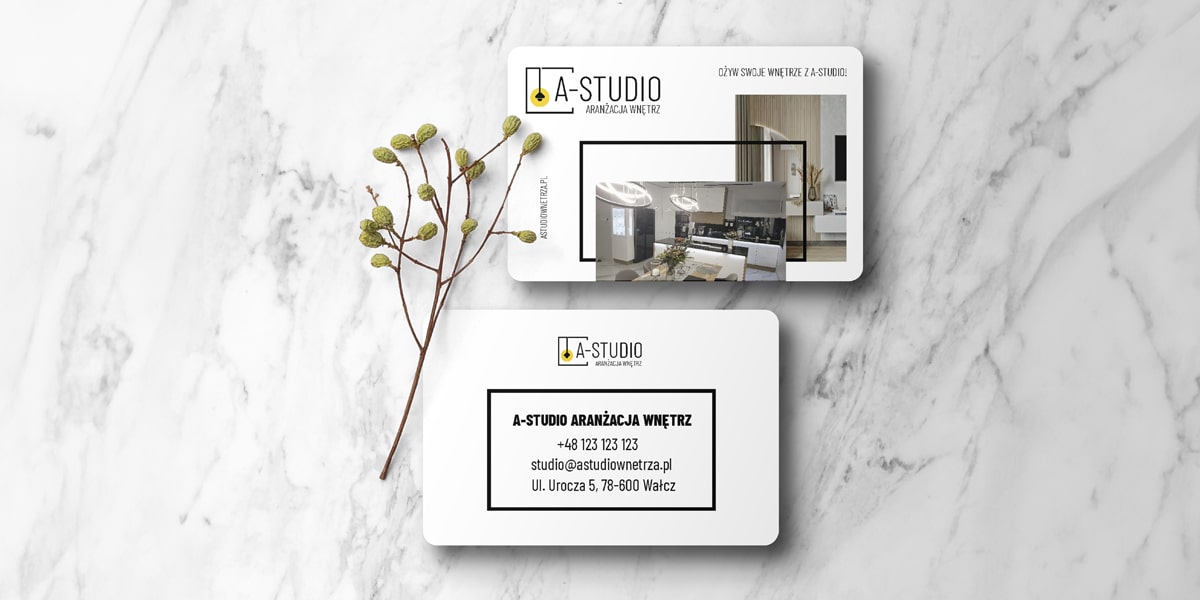 A-STUDIO
ARANŻACJA WNĘTRZ
OŻYW SWOJE WNĘTRZE Z A-STUDIO!
ASTUDIOWNETRZA.PL
A-STUDIO
ARANŻACJA WNĘTRZ
A-STUDIO ARANŻACJA WNĘTRZ
+48 123 123 123
studio@astudiownetrza.pl
Ul. Urocza 5, 78-600 Wałcz